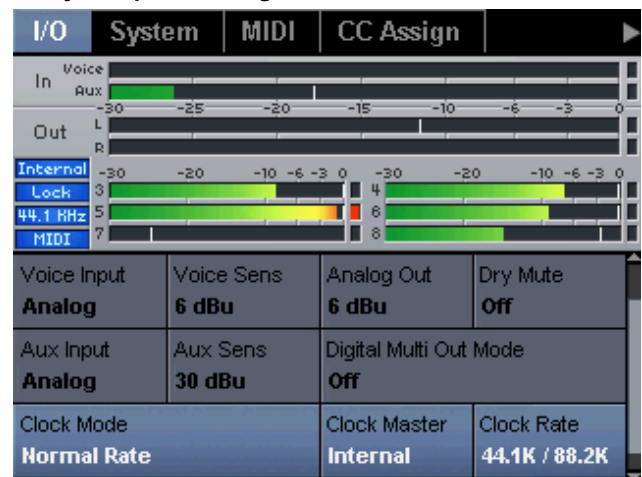 I/O System MIDI CC Assign
In Voice
Aux
-30 -25 -20 -15 -10 -6 -3 0
Out L
R
Internal -30 -20 -10 -6 -3 0 -30 -20 -10 -6 -3 0
Lock 3 4
44.1 KHz 5 6
MIDI 7 8
Voice Input Voice Sens Analog Out Dry Mute
Analog 6 dBu 6 dBu Off
Aux Input Aux Sens Digital Multi Out Mode
Analog 30 dBu Off
Clock Mode Clock Master Clock Rate
Normal Rate Internal 44.1K / 88.2K